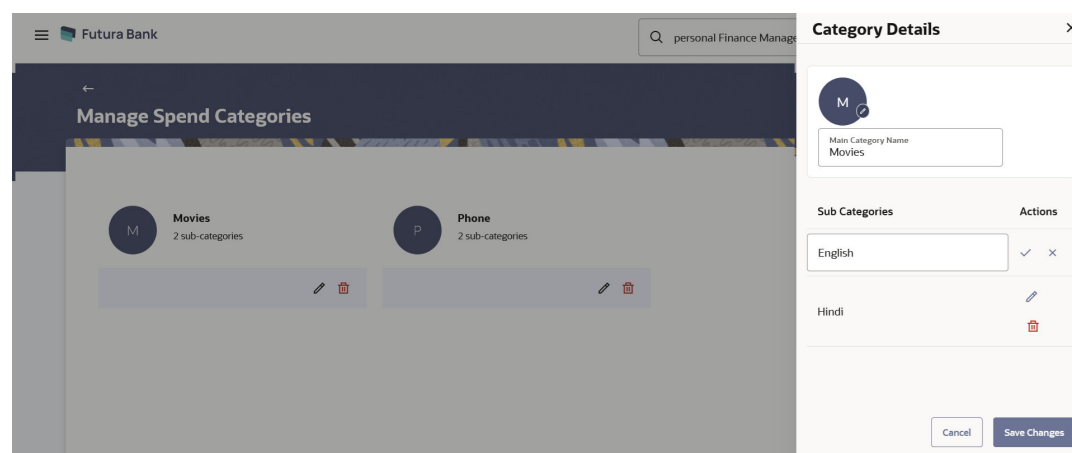 Futura Bank
personal Finance Manage
Manage Spend Categories
M
Movies
2 sub-categories
P
Phone
2 sub-categories
Category Details
M
Main Category Name
Movies
Sub Categories Actions
English
Hindi
Cancel Save Changes